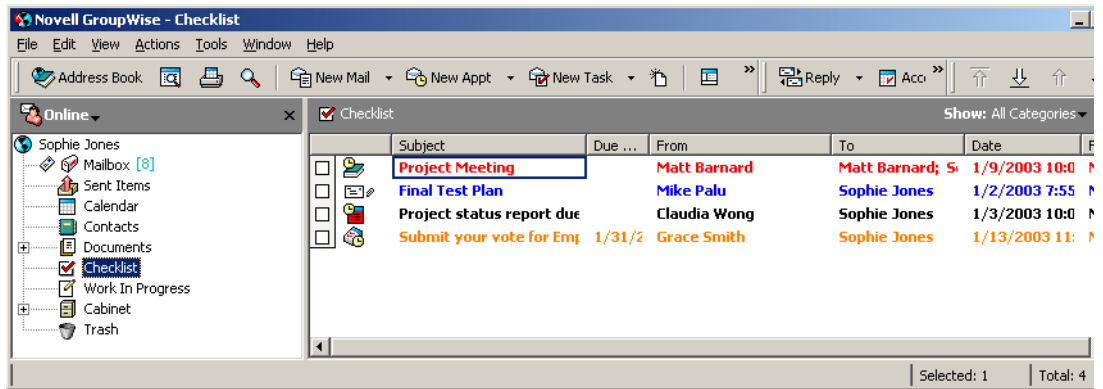 Novell GroupWise - Checklist
File Edit View Actions Tools Window Help
Address Book New Mail New Appt New Task » Reply Acc »
Online Checklist Show: All Categories
Subject Due ... From To Date
Sophie Jones
Mailbox [8]
Sent Items
Calendar
Contacts
Documents
Checklist
Work In Progress
Cabinet
Trash
Project Meeting Matt Barnard Matt Barnard; S 1/9/2003 10:0
Final Test Plan Mike Palu Sophie Jones 1/2/2003 7:55
Project status report due Claudia Wong Sophie Jones 1/3/2003 10:0
Submit your vote for Emp 1/31/2 Grace Smith Sophie Jones 1/13/2003 11:
Selected: 1 Total: 4